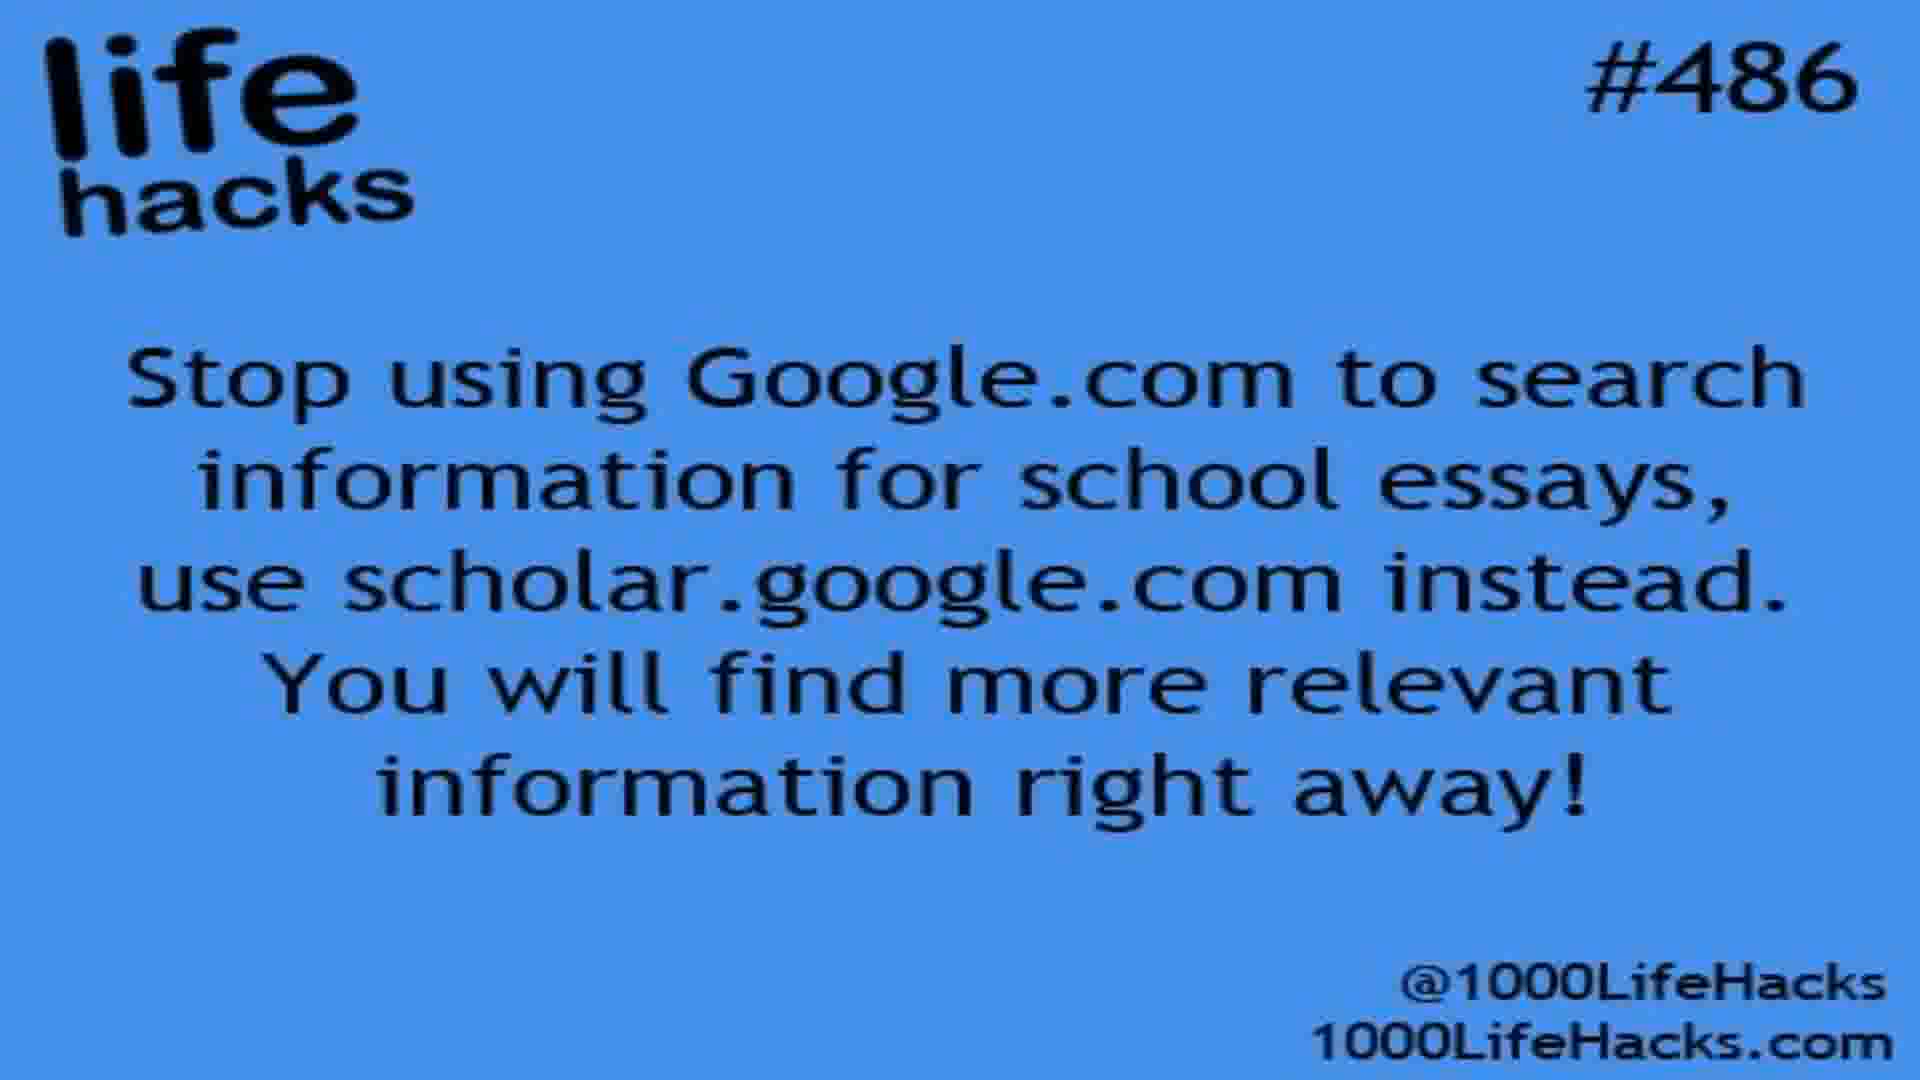 life
hacks
#486
Stop using Google.com to search
information for school essays,
use scholar.google.com instead.
You will find more relevant
information right away!
@1000LifeHacks
1000LifeHacks.com